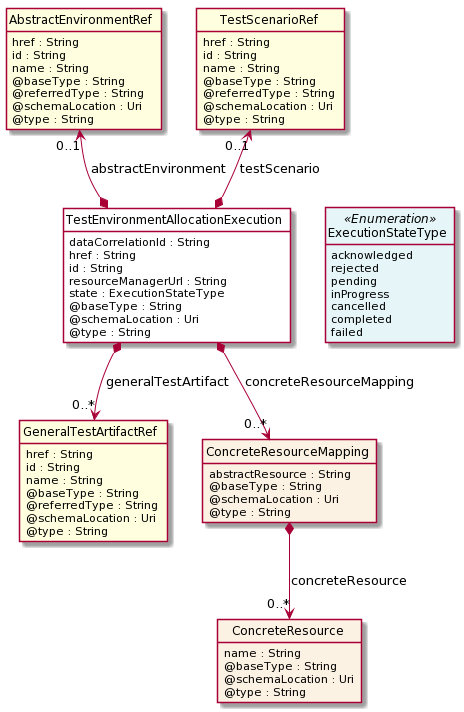 AbstractEnvironmentRef
href : String
id : String
name : String
@baseType : String
@referredType : String
@schemaLocation : Uri
@type : String
TestScenarioRef
href : String
id : String
name : String
@baseType : String
@referredType : String
@schemaLocation : Uri
@type : String
0..1
abstractEnvironment
0..1
testScenario
TestEnvironmentAllocationExecution
dataCorrelationId : String
href : String
id : String
resourceManagerUrl : String
state : ExecutionStateType
@baseType : String
@schemaLocation : Uri
@type : String
«Enumeration»
ExecutionStateType
acknowledged
rejected
pending
inProgress
cancelled
completed
failed
generalTestArtifact
0..*
concreteResourceMapping
0..*
GeneralTestArtifactRef
href : String
id : String
name : String
@baseType : String
@referredType : String
@schemaLocation : Uri
@type : String
ConcreteResourceMapping
abstractResource : String
@baseType : String
@schemaLocation : Uri
@type : String
concreteResource
0..*
ConcreteResource
name : String
@baseType : String
@schemaLocation : Uri
@type : String